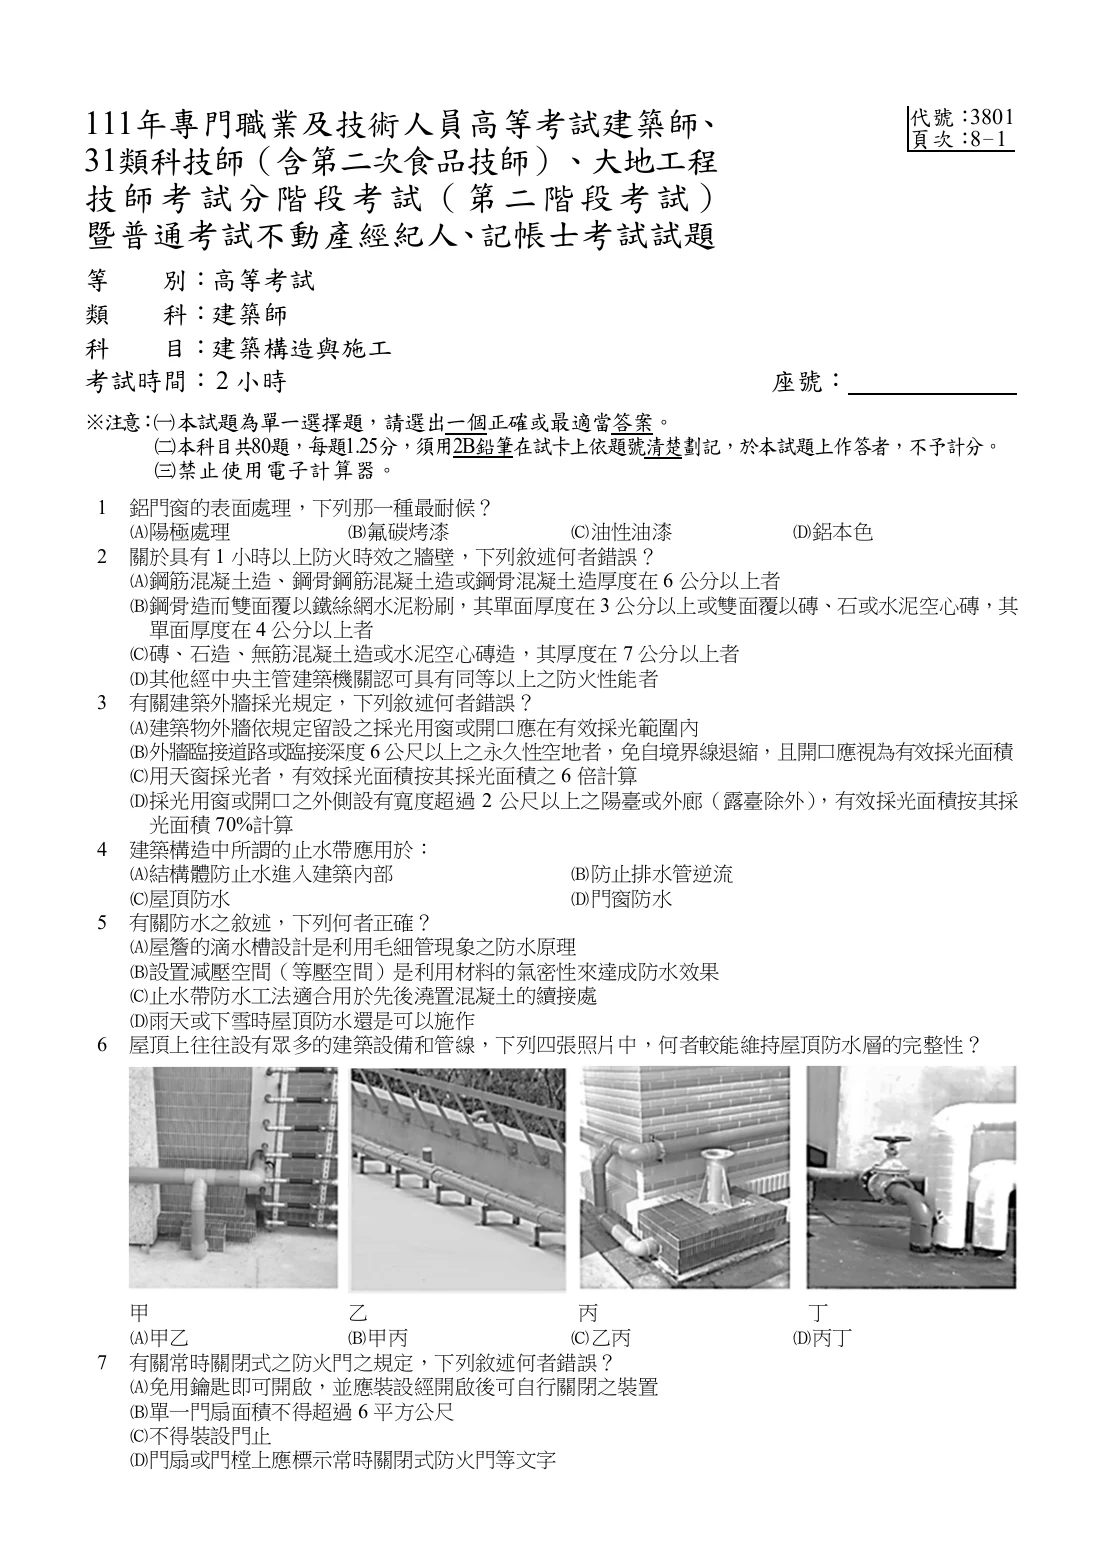 111年專門職業及技術人員高等考試建築師、
31類科技師（含第二次食品技師）、大地工程
技師考試分階段考試（第二階段考試）
暨普通考試不動產經紀人、記帳士考試試題
代號：3801
頁次：8－1
等　　別：高等考試
類　　科：建築師
科　　目：建築構造與施工
考試時間：2小時
座號：
※注意：㈠本試題為單一選擇題，請選出一個正確或最適當答案。
㈡本科目共80題，每題1.25分，須用2B鉛筆在試卡上依題號清楚劃記，於本試題上作答者，不予計分。
㈢禁止使用電子計算器。
1 鋁門窗的表面處理，下列那一種最耐候？
(A)陽極處理 (B)氟碳烤漆 (C)油性油漆 (D)鋁本色
2 關於具有 1 小時以上防火時效之牆壁，下列敘述何者錯誤？
(A)鋼筋混凝土造、鋼骨鋼筋混凝土造或鋼骨混凝土造厚度在 6 公分以上者
(B)鋼骨造而雙面覆以鐵絲網水泥粉刷，其單面厚度在 3 公分以上或雙面覆以磚、石或水泥空心磚，其
單面厚度在 4 公分以上者
(C)磚、石造、無筋混凝土造或水泥空心磚造，其厚度在 7 公分以上者
(D)其他經中央主管建築機關認可具有同等以上之防火性能者
3 有關建築外牆採光規定，下列敘述何者錯誤？
(A)建築物外牆依規定留設之採光用窗或開口應在有效採光範圍內
(B)外牆臨接道路或臨接深度 6 公尺以上之永久性空地者，免自境界線退縮，且開口應視為有效採光面積
(C)用天窗採光者，有效採光面積按其採光面積之 6 倍計算
(D)採光用窗或開口之外側設有寬度超過 2 公尺以上之陽臺或外廊（露臺除外），有效採光面積按其採
光面積 70%計算
4 建築構造中所謂的止水帶應用於：
(A)結構體防止水進入建築內部 (B)防止排水管逆流
(C)屋頂防水 (D)門窗防水
5 有關防水之敘述，下列何者正確？
(A)屋簷的滴水槽設計是利用毛細管現象之防水原理
(B)設置減壓空間（等壓空間）是利用材料的氣密性來達成防水效果
(C)止水帶防水工法適合用於先後澆置混凝土的續接處
(D)雨天或下雪時屋頂防水還是可以施作
6 屋頂上往往設有眾多的建築設備和管線，下列四張照片中，何者較能維持屋頂防水層的完整性？
甲 乙 丙 丁
(A)甲乙 (B)甲丙 (C)乙丙 (D)丙丁
7 有關常時關閉式之防火門之規定，下列敘述何者錯誤？
(A)免用鑰匙即可開啟，並應裝設經開啟後可自行關閉之裝置
(B)單一門扇面積不得超過 6 平方公尺
(C)不得裝設門止
(D)門扇或門樘上應標示常時關閉式防火門等文字